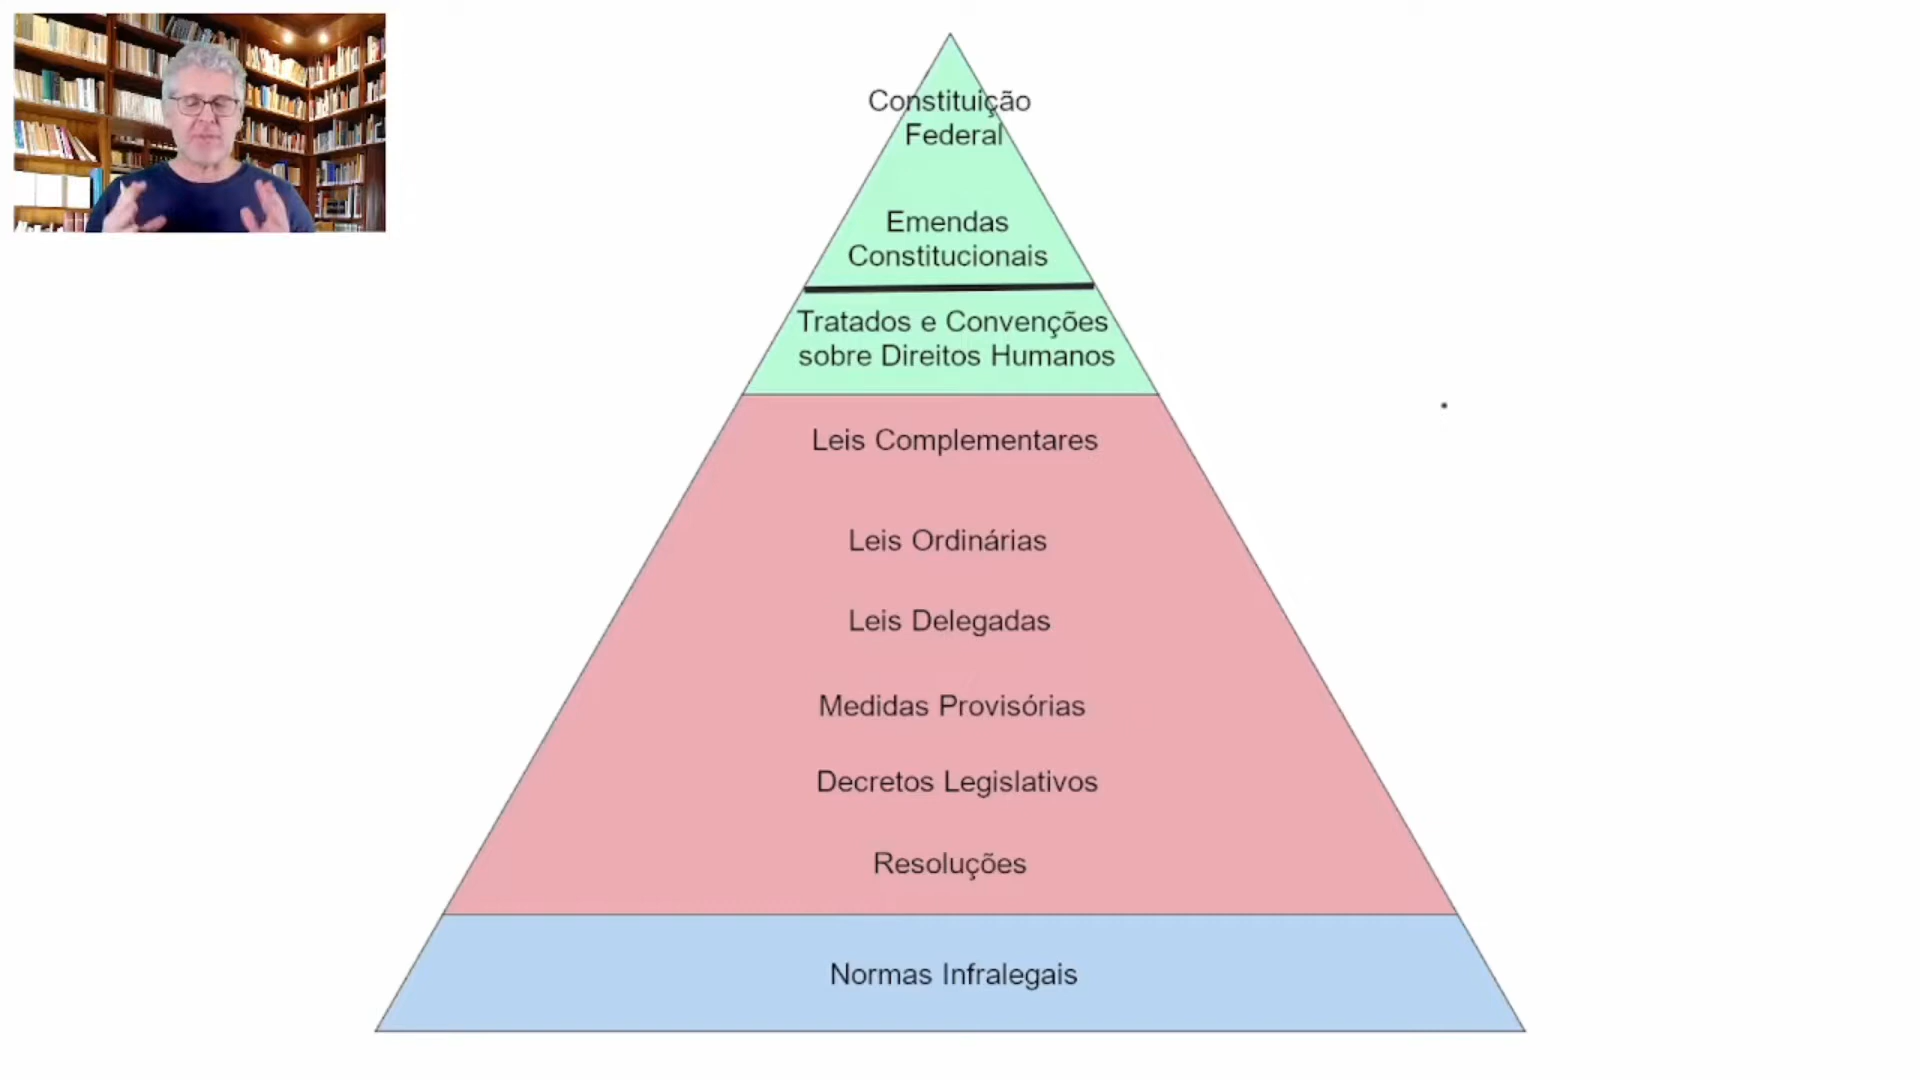 Constituição
Federal
Emendas
Constitucionais
Tratados e Convenções
sobre Direitos Humanos
Leis Complementares
Leis Ordinárias
Leis Delegadas
Medidas Provisórias
Decretos Legislativos
Resoluções
Normas Infralegais